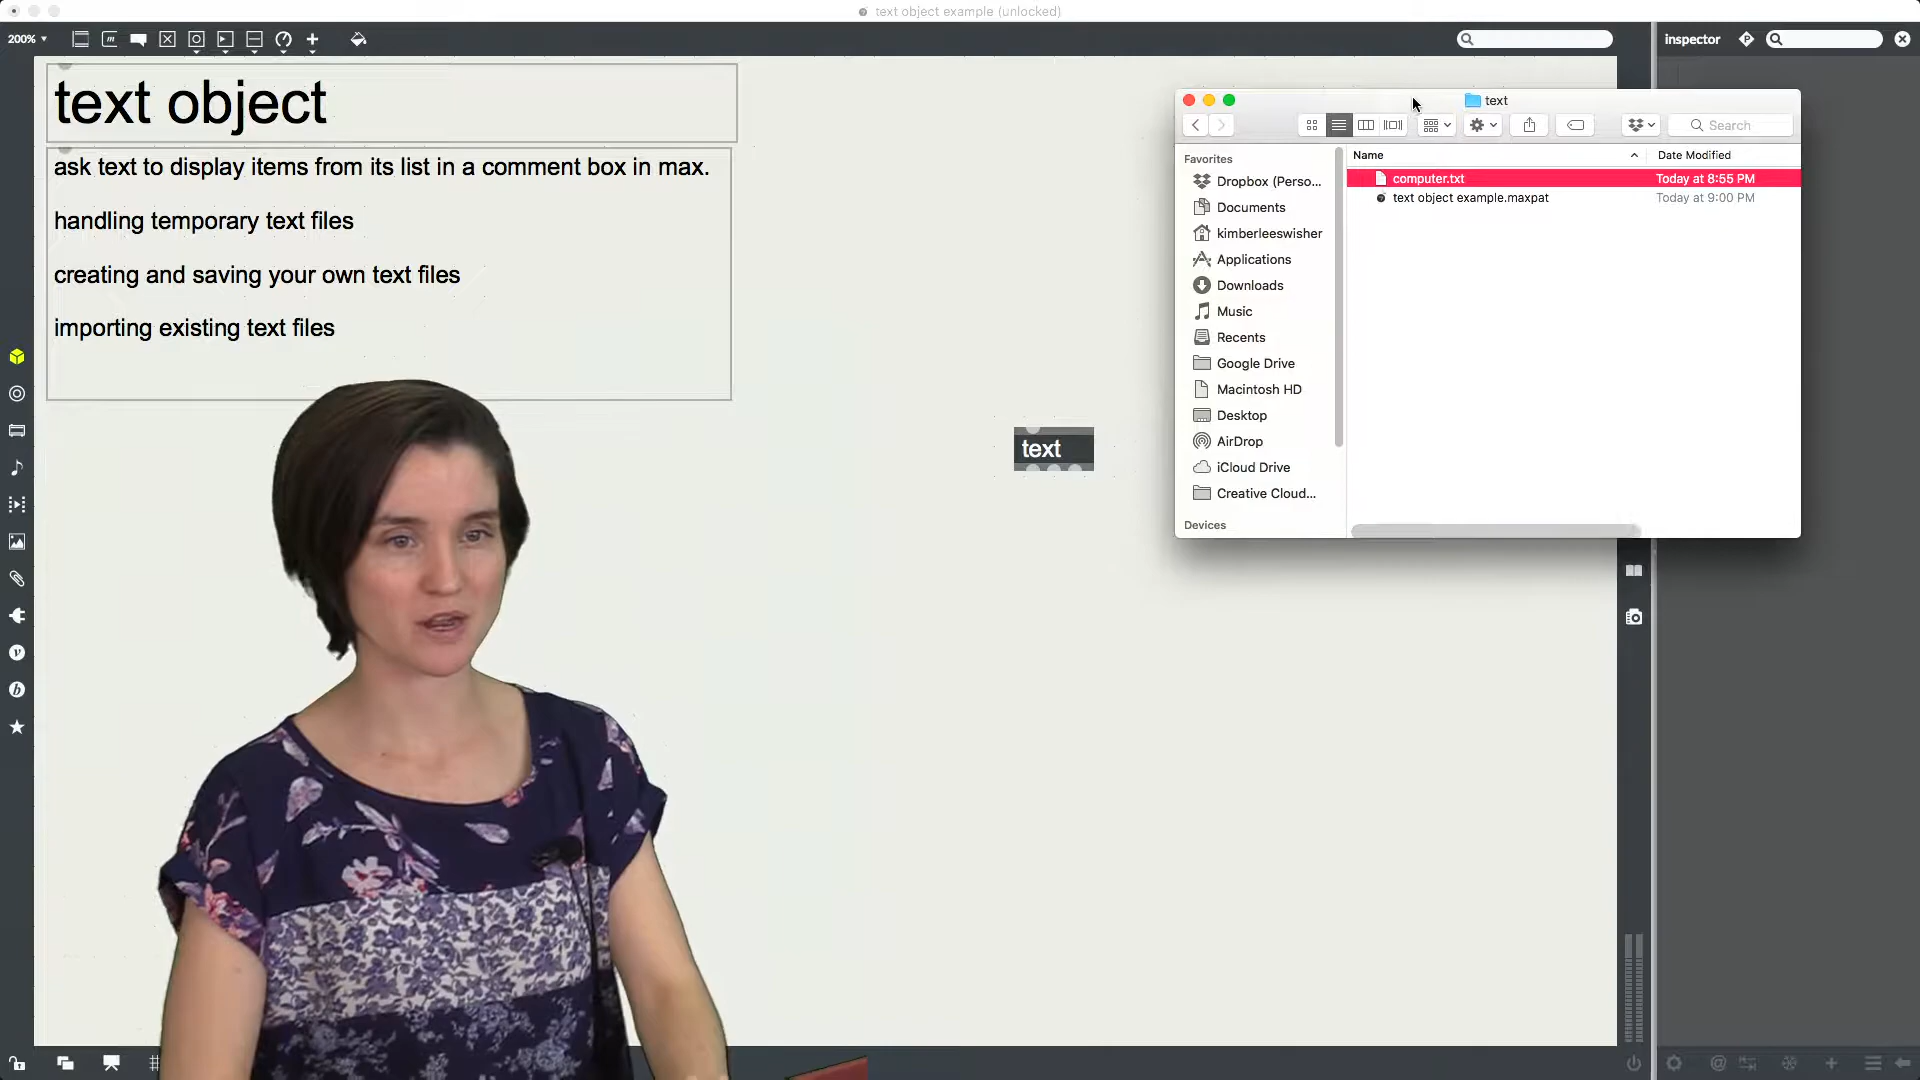 text object example (unlocked)
200%
inspector
text object
ask text to display items from its list in a comment box in max.
handling temporary text files
creating and saving your own text files
importing existing text files
text
text
Search
Favorites
Dropbox (Perso...
Documents
kimberleeswisher
Applications
Downloads
Music
Recents
Google Drive
Macintosh HD
Desktop
AirDrop
iCloud Drive
Creative Cloud...
Devices
Name
Date Modified
computer.txt
Today at 8:55 PM
text object example.maxpat
Today at 9:00 PM